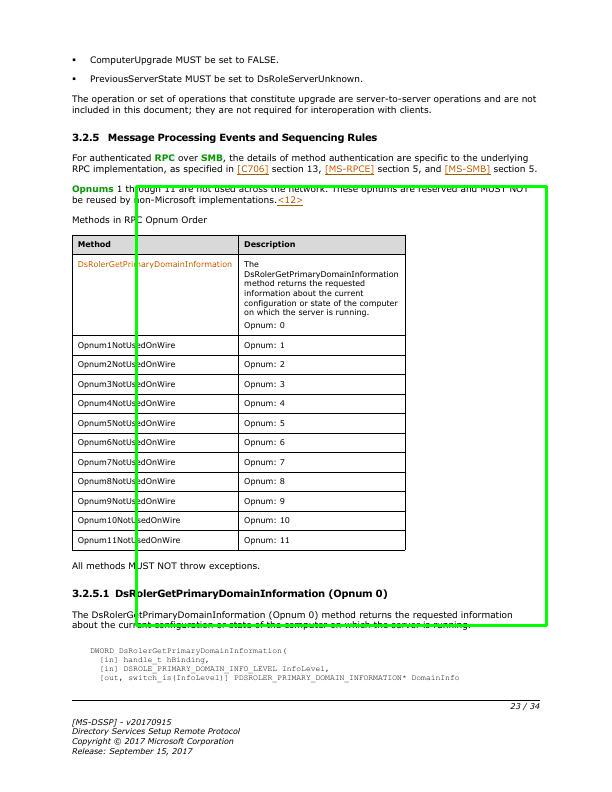 ▪ ComputerUpgrade MUST be set to FALSE.
▪ PreviousServerState MUST be set to DsRoleServerUnknown.
The operation or set of operations that constitute upgrade are server-to-server operations and are not
included in this document; they are not required for interoperation with clients.
3.2.5 Message Processing Events and Sequencing Rules
For authenticated RPC over SMB, the details of method authentication are specific to the underlying
RPC implementation, as specified in [C706] section 13, [MS-RPCE] section 5, and [MS-SMB] section 5.
Opnums 1 through 11 are not used across the network. These opnums are reserved and MUST NOT
be reused by non-Microsoft implementations.<12>
Methods in RPC Opnum Order
Method Description
DsRolerGetPrimaryDomainInformation The
DsRolerGetPrimaryDomainInformation
method returns the requested
information about the current
configuration or state of the computer
on which the server is running.
Opnum: 0
Opnum1NotUsedOnWire Opnum: 1
Opnum2NotUsedOnWire Opnum: 2
Opnum3NotUsedOnWire Opnum: 3
Opnum4NotUsedOnWire Opnum: 4
Opnum5NotUsedOnWire Opnum: 5
Opnum6NotUsedOnWire Opnum: 6
Opnum7NotUsedOnWire Opnum: 7
Opnum8NotUsedOnWire Opnum: 8
Opnum9NotUsedOnWire Opnum: 9
Opnum10NotUsedOnWire Opnum: 10
Opnum11NotUsedOnWire Opnum: 11
All methods MUST NOT throw exceptions.
3.2.5.1 DsRolerGetPrimaryDomainInformation (Opnum 0)
The DsRolerGetPrimaryDomainInformation (Opnum 0) method returns the requested information
about the current configuration or state of the computer on which the server is running.
DWORD DsRolerGetPrimaryDomainInformation(
[in] handle_t hBinding,
[in] DSROLE_PRIMARY_DOMAIN_INFO_LEVEL InfoLevel,
[out, switch_is(InfoLevel)] PDSROLER_PRIMARY_DOMAIN_INFORMATION* DomainInfo
23 / 34
[MS-DSSP] - v20170915
Directory Services Setup Remote Protocol
Copyright © 2017 Microsoft Corporation
Release: September 15, 2017